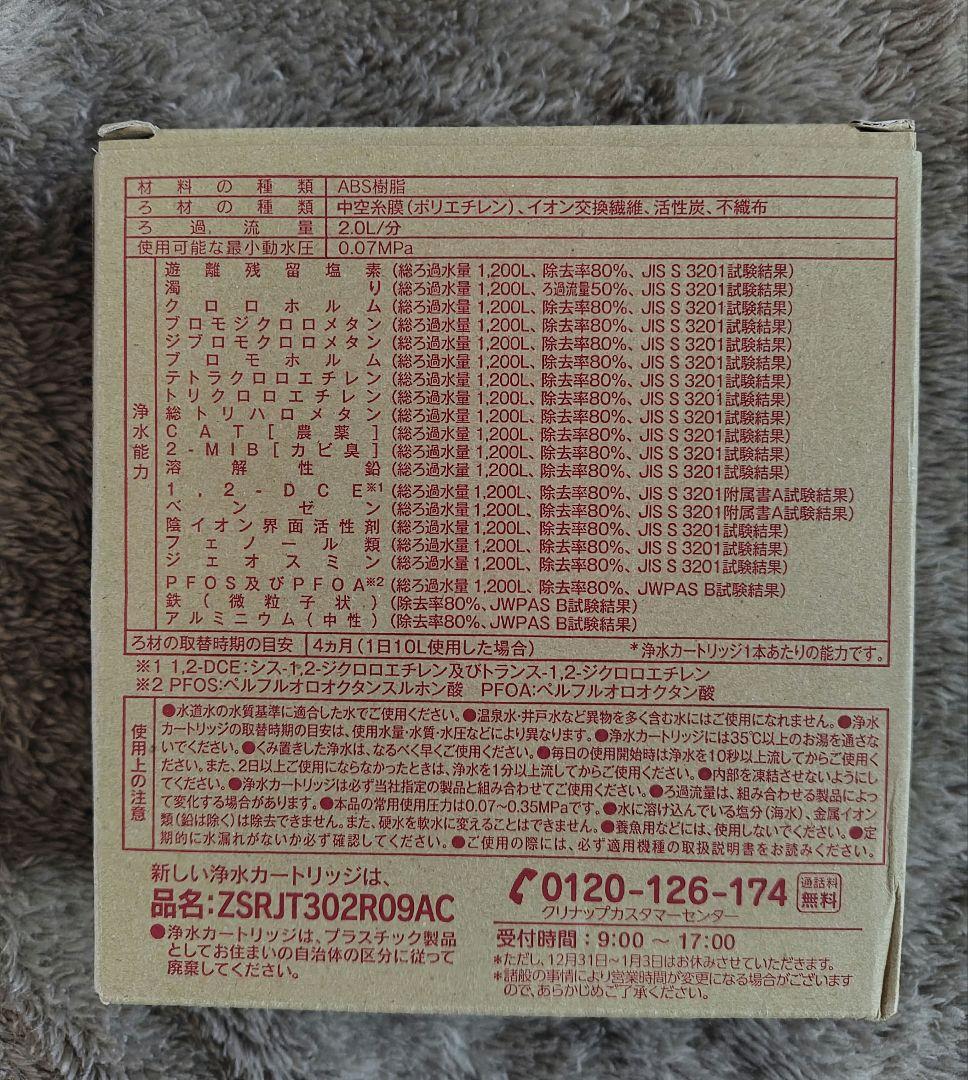 材料の種類 ABS樹脂
ろ材の種類 中空糸膜(ポリエチレン)、イオン交換繊維、活性炭、不織布
ろ過流量 2.0L/分
使用可能な最小動水圧 0.07MPa
浄水能力
遊離残留塩素(総ろ過水量1,200L、除去率80%、JIS S 3201試験結果)
濁り(総ろ過水量1,200L、ろ過流量50%、JIS S 3201試験結果)
クロロホルム(総ろ過水量1,200L、除去率80%、JIS S 3201試験結果)
ブロモジクロロメタン(総ろ過水量1,200L、除去率80%、JIS S 3201試験結果)
ジブロモクロロメタン(総ろ過水量1,200L、除去率80%、JIS S 3201試験結果)
ブロモホルム(総ろ過水量1,200L、除去率80%、JIS S 3201試験結果)
テトラクロロエチレン(総ろ過水量1,200L、除去率80%、JIS S 3201試験結果)
トリクロロエチレン(総ろ過水量1,200L、除去率80%、JIS S 3201試験結果)
総トリハロメタン(総ろ過水量1,200L、除去率80%、JIS S 3201試験結果)
CAT[農薬](総ろ過水量1,200L、除去率80%、JIS S 3201試験結果)
2-MIB[カビ臭](総ろ過水量1,200L、除去率80%、JIS S 3201試験結果)
溶解性鉛(総ろ過水量1,200L、除去率80%、JIS S 3201試験結果)
1,2-DCE※1(総ろ過水量1,200L、除去率80%、JIS S 3201附属書A試験結果)
ベンゼン(総ろ過水量1,200L、除去率80%、JIS S 3201附属書A試験結果)
陰イオン界面活性剤(総ろ過水量1,200L、除去率80%、JIS S 3201試験結果)
フェノール類(総ろ過水量1,200L、除去率80%、JIS S 3201試験結果)
ジェオスミン(総ろ過水量1,200L、除去率80%、JIS S 3201試験結果)
PFOS及びPFOA※2(総ろ過水量1,200L、除去率80%、JWPAS B試験結果)
鉄(微粒子状)(除去率80%、JWPAS B試験結果)
アルミニウム(中性)(除去率80%、JWPAS B試験結果)
ろ材の取替時期の目安 4ヵ月(1日10L使用した場合) *浄水カートリッジ1本あたりの能力です。
※1 1,2-DCE:シス-1,2-ジクロロエチレン及びトランス-1,2-ジクロロエチレン
※2 PFOS:ペルフルオロオクタンスルホン酸 PFOA:ペルフルオロオクタン酸
使用上の注意
●水道水の水質基準に適合した水でご使用ください。●温泉水・井戸水など異物を多く含む水にはご使用になれません。●浄水
カートリッジの取替時期の目安は、使用水量・水質・水圧などにより異なります。●浄水カートリッジには35℃以上のお湯を通さな
いでください。●くみ置きした浄水は、なるべく早くご使用ください。●毎日の使用開始時は浄水を10秒以上流してからご使用く
ださい。また、2日以上ご使用にならなかったときは、浄水を1分以上流してからご使用ください。●内部を凍結させないようにし
てください。●浄水カートリッジは必ず当社指定の製品と組み合わせてご使用ください。●ろ過流量は、組み合わせる製品によっ
て変化する場合があります。●本品の常用使用圧力は0.07~0.35MPaです。●水に溶け込んでいる塩分(海水)、金属イオン
類(鉛は除く)は除去できません。また、硬水を軟水に変えることはできません。●養魚用などには、使用しないでください。●定
期的に水漏れがないか必ず確認してください。●ご使用の際には、必ず適用機種の取扱説明書をお読みください。
新しい浄水カートリッジは、
品名:ZSRJT302R09AC
●浄水カートリッジは、プラスチック製品
としてお住まいの自治体の区分に従って
廃棄してください。
0120-126-174 通話料無料
クリナップカスタマーセンター
受付時間:9:00~17:00
*ただし、12月31日~1月3日はお休みさせていただきます。
*諸般の事情により営業時間が変更になる場合がございます
ので、あらかじめご了承ください。